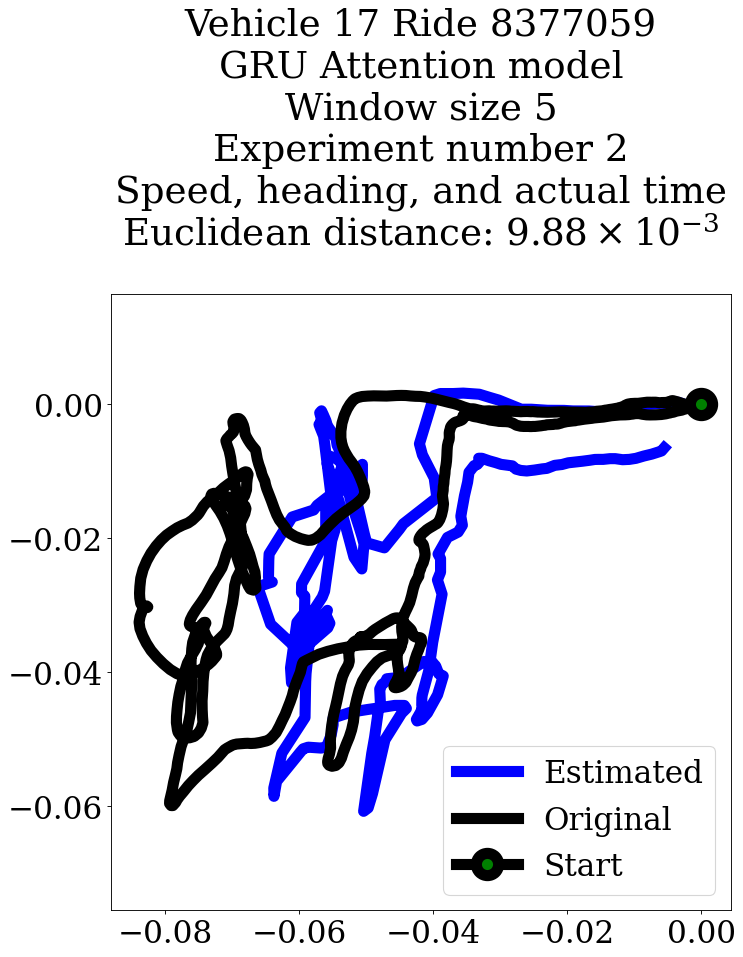 Vehicle 17 Ride 8377059
GRU Attention model
Window size 5
Experiment number 2
Speed, heading, and actual time
Euclidean distance: 9.88 × 10⁻³
0.00
−0.02
−0.04
−0.06
Estimated
Original
Start
−0.08 −0.06 −0.04 −0.02 0.00